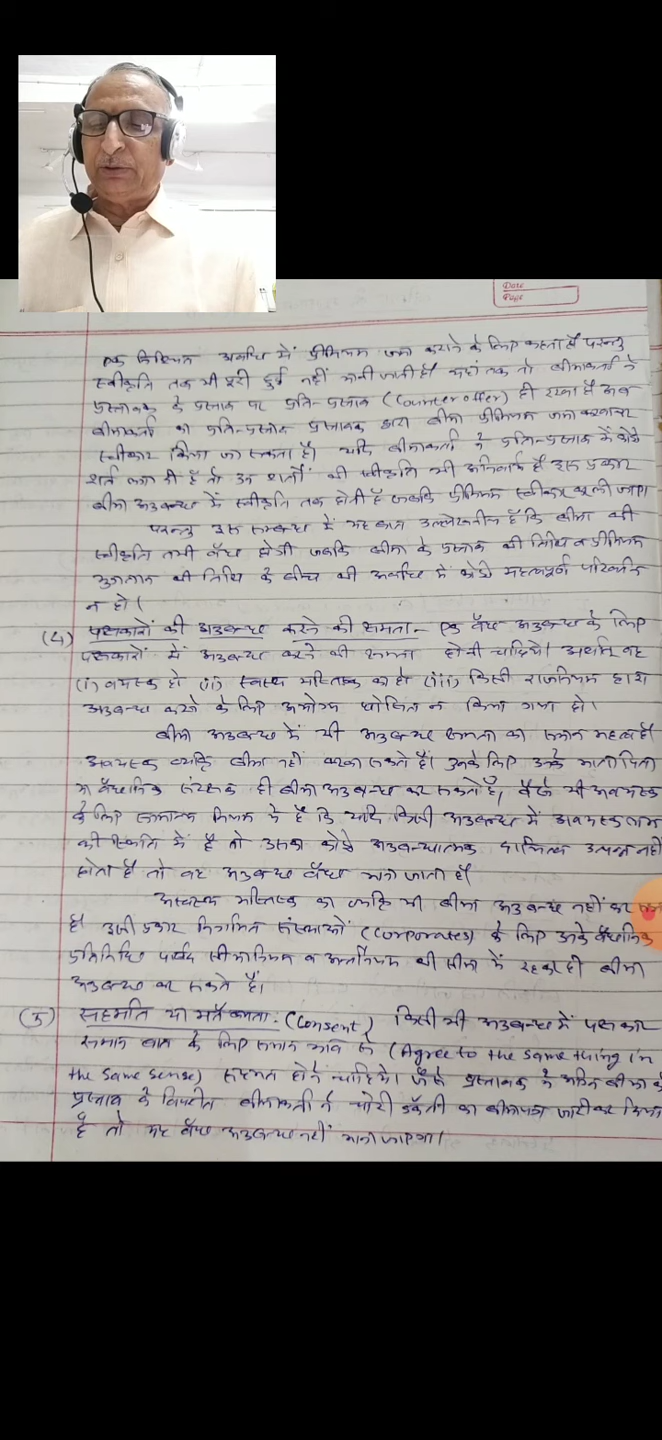 Date
Page
एक निश्चित अवधि में प्रीमियम जमा कराने के लिए कहता है परन्तु
स्वीकृति तब भी पूरी हुई नहीं मानी जाती है। यहां तक तो बीमाकर्ता ने
प्रस्तावक के प्रस्ताव पर प्रति-प्रस्ताव (Counter offer) ही रखा है अब
बीमाकर्ता का प्रति-प्रस्ताव प्रस्तावक द्वारा बीमा प्रीमियम जमा करवाकर
स्वीकार किया जा सकता है। यदि बीमाकर्ता ने प्रति-प्रस्ताव में कोई
शर्त लगा दी है तो उन शर्तों की स्वीकृति भी अनिवार्य है इस प्रकार
बीमा अनुबन्ध में स्वीकृति तब होती है जबकि प्रीमियम स्वीकार कर ली जाए।
परन्तु इस सम्बन्ध में यह बात उल्लेखनीय है कि बीमा की
स्वीकृति तभी वैध होगी जबकि बीमा के प्रस्ताव की तिथि व प्रीमियम
भुगतान की तिथि के बीच की अवधि में कोई महत्वपूर्ण परिवर्तन
न हो।
(4) पक्षकारों की अनुबन्ध करने की क्षमता - एक वैध अनुबन्ध के लिए
पक्षकारों में अनुबन्ध करने की क्षमता होनी चाहिये। अर्थात् वह
(i) वयस्क हो (ii) स्वस्थ मस्तिष्क का हो (iii) किसी राजनियम द्वारा
अनुबन्ध करने के लिए अयोग्य घोषित न किया गया हो।
बीमा अनुबन्ध में भी अनुबन्ध क्षमता का समान महत्व है।
अवयस्क व्यक्ति बीमा नहीं करवा सकते है। उनके लिए उनके माता पिता
या वैधानिक संरक्षक ही बीमा अनुबन्ध कर सकते है। वैसे भी अवयस्क
के लिए सामान्य नियम ये है कि यदि किसी अनुबन्ध में अवयस्क लाभ
की स्थिति में है तो उसका कोई अनुबन्धात्मक दायित्व उत्पन्न नहीं
होता है तो वह अनुबन्ध वैध माना जाता है।
अस्वस्थ मस्तिष्क का व्यक्ति भी बीमा अनुबन्ध नहीं कर
है उसी प्रकार निगमित संस्थाओं (Corporates) के लिए उनके वैधानिक
प्रतिनिधि पार्षद सीमानियम व अन्तर्नियम की सीमा में रहकर ही बीमा
अनुबन्ध कर सकते है।
(5) सहमति या मतैक्यता: (Consent) किसी भी अनुबन्ध में पक्षकार
समान बात के लिए समान भाव से (Agree to the same thing in
the same sense) सहमत होने चाहिये। जैसे प्रस्तावक के अग्नि बीमा के
प्रस्ताव के विपरीत बीमाकर्ता ने चोरी डकैती का बीमापत्र जारी कर दिया
है तो यह वैध अनुबन्ध नहीं माना जाएगा।